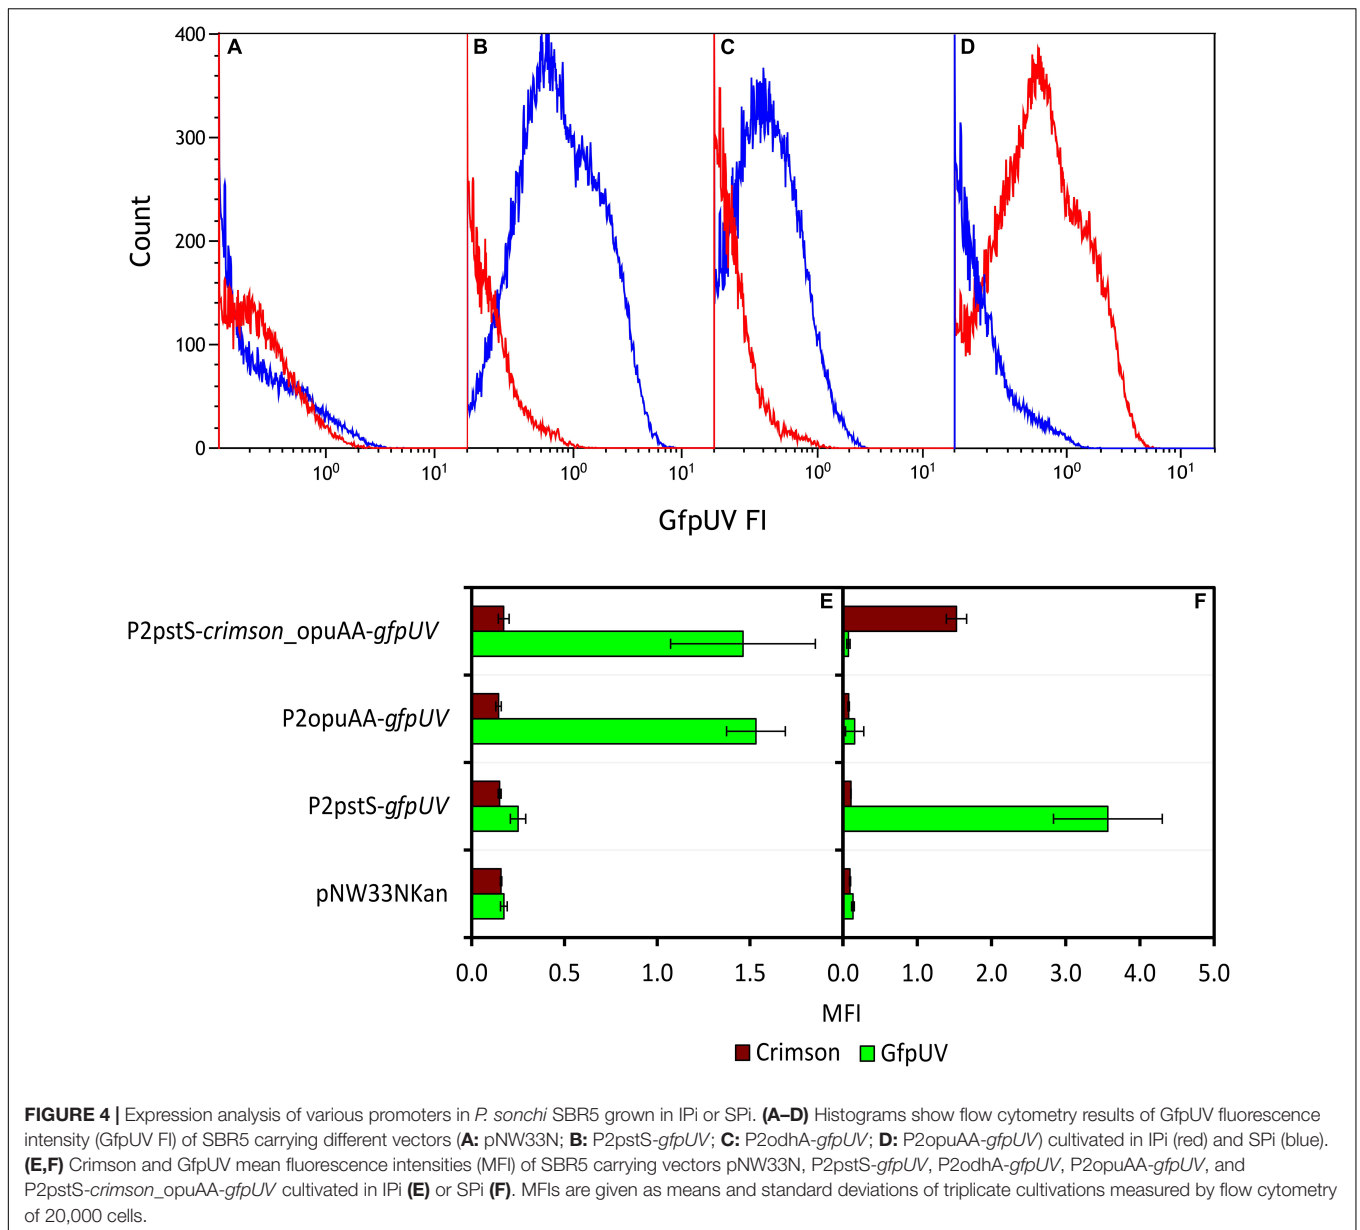 A B C D
400
300
200
100
0
Count
10⁰ 10¹ 10⁰ 10¹ 10⁰ 10¹ 10⁰ 10¹
GfpUV FI
E F
P2pstS-crimson_opuAA-gfpUV
P2opuAA-gfpUV
P2pstS-gfpUV
pNW33NKan
0.0 0.5 1.0 1.5 0.0 1.0 2.0 3.0 4.0 5.0
MFI
Crimson GfpUV
FIGURE 4 | Expression analysis of various promoters in P. sonchi SBR5 grown in IPi or SPi. (A–D) Histograms show flow cytometry results of GfpUV fluorescence
intensity (GfpUV FI) of SBR5 carrying different vectors (A: pNW33N; B: P2pstS-gfpUV; C: P2odhA-gfpUV; D: P2opuAA-gfpUV) cultivated in IPi (red) and SPi (blue).
(E,F) Crimson and GfpUV mean fluorescence intensities (MFI) of SBR5 carrying vectors pNW33N, P2pstS-gfpUV, P2odhA-gfpUV, P2opuAA-gfpUV, and
P2pstS-crimson_opuAA-gfpUV cultivated in IPi (E) or SPi (F). MFIs are given as means and standard deviations of triplicate cultivations measured by flow cytometry
of 20,000 cells.